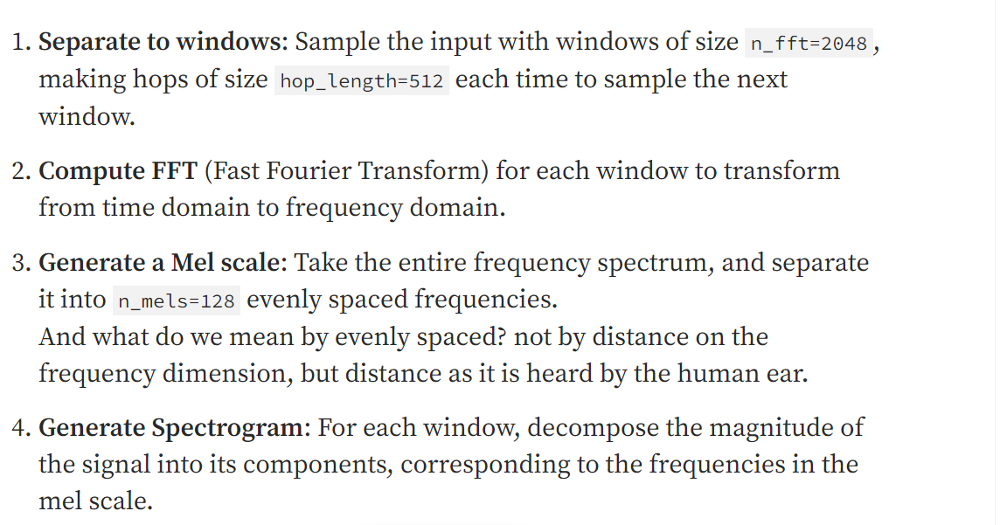 1. Separate to windows: Sample the input with windows of size n_fft=2048,
making hops of size hop_length=512 each time to sample the next
window.
2. Compute FFT (Fast Fourier Transform) for each window to transform
from time domain to frequency domain.
3. Generate a Mel scale: Take the entire frequency spectrum, and separate
it into n_mels=128 evenly spaced frequencies.
And what do we mean by evenly spaced? not by distance on the
frequency dimension, but distance as it is heard by the human ear.
4. Generate Spectrogram: For each window, decompose the magnitude of
the signal into its components, corresponding to the frequencies in the
mel scale.